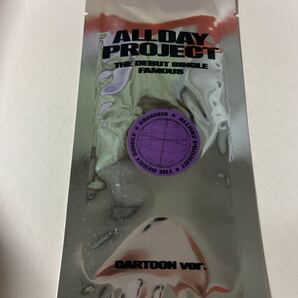 ALLDAY
PROJECT
THE DEBUT SINGLE
FAMOUS
★ FAMOUS ★ ALLDAY PROJECT ★ THE DEBUT SINGLE
CARTOON ver.